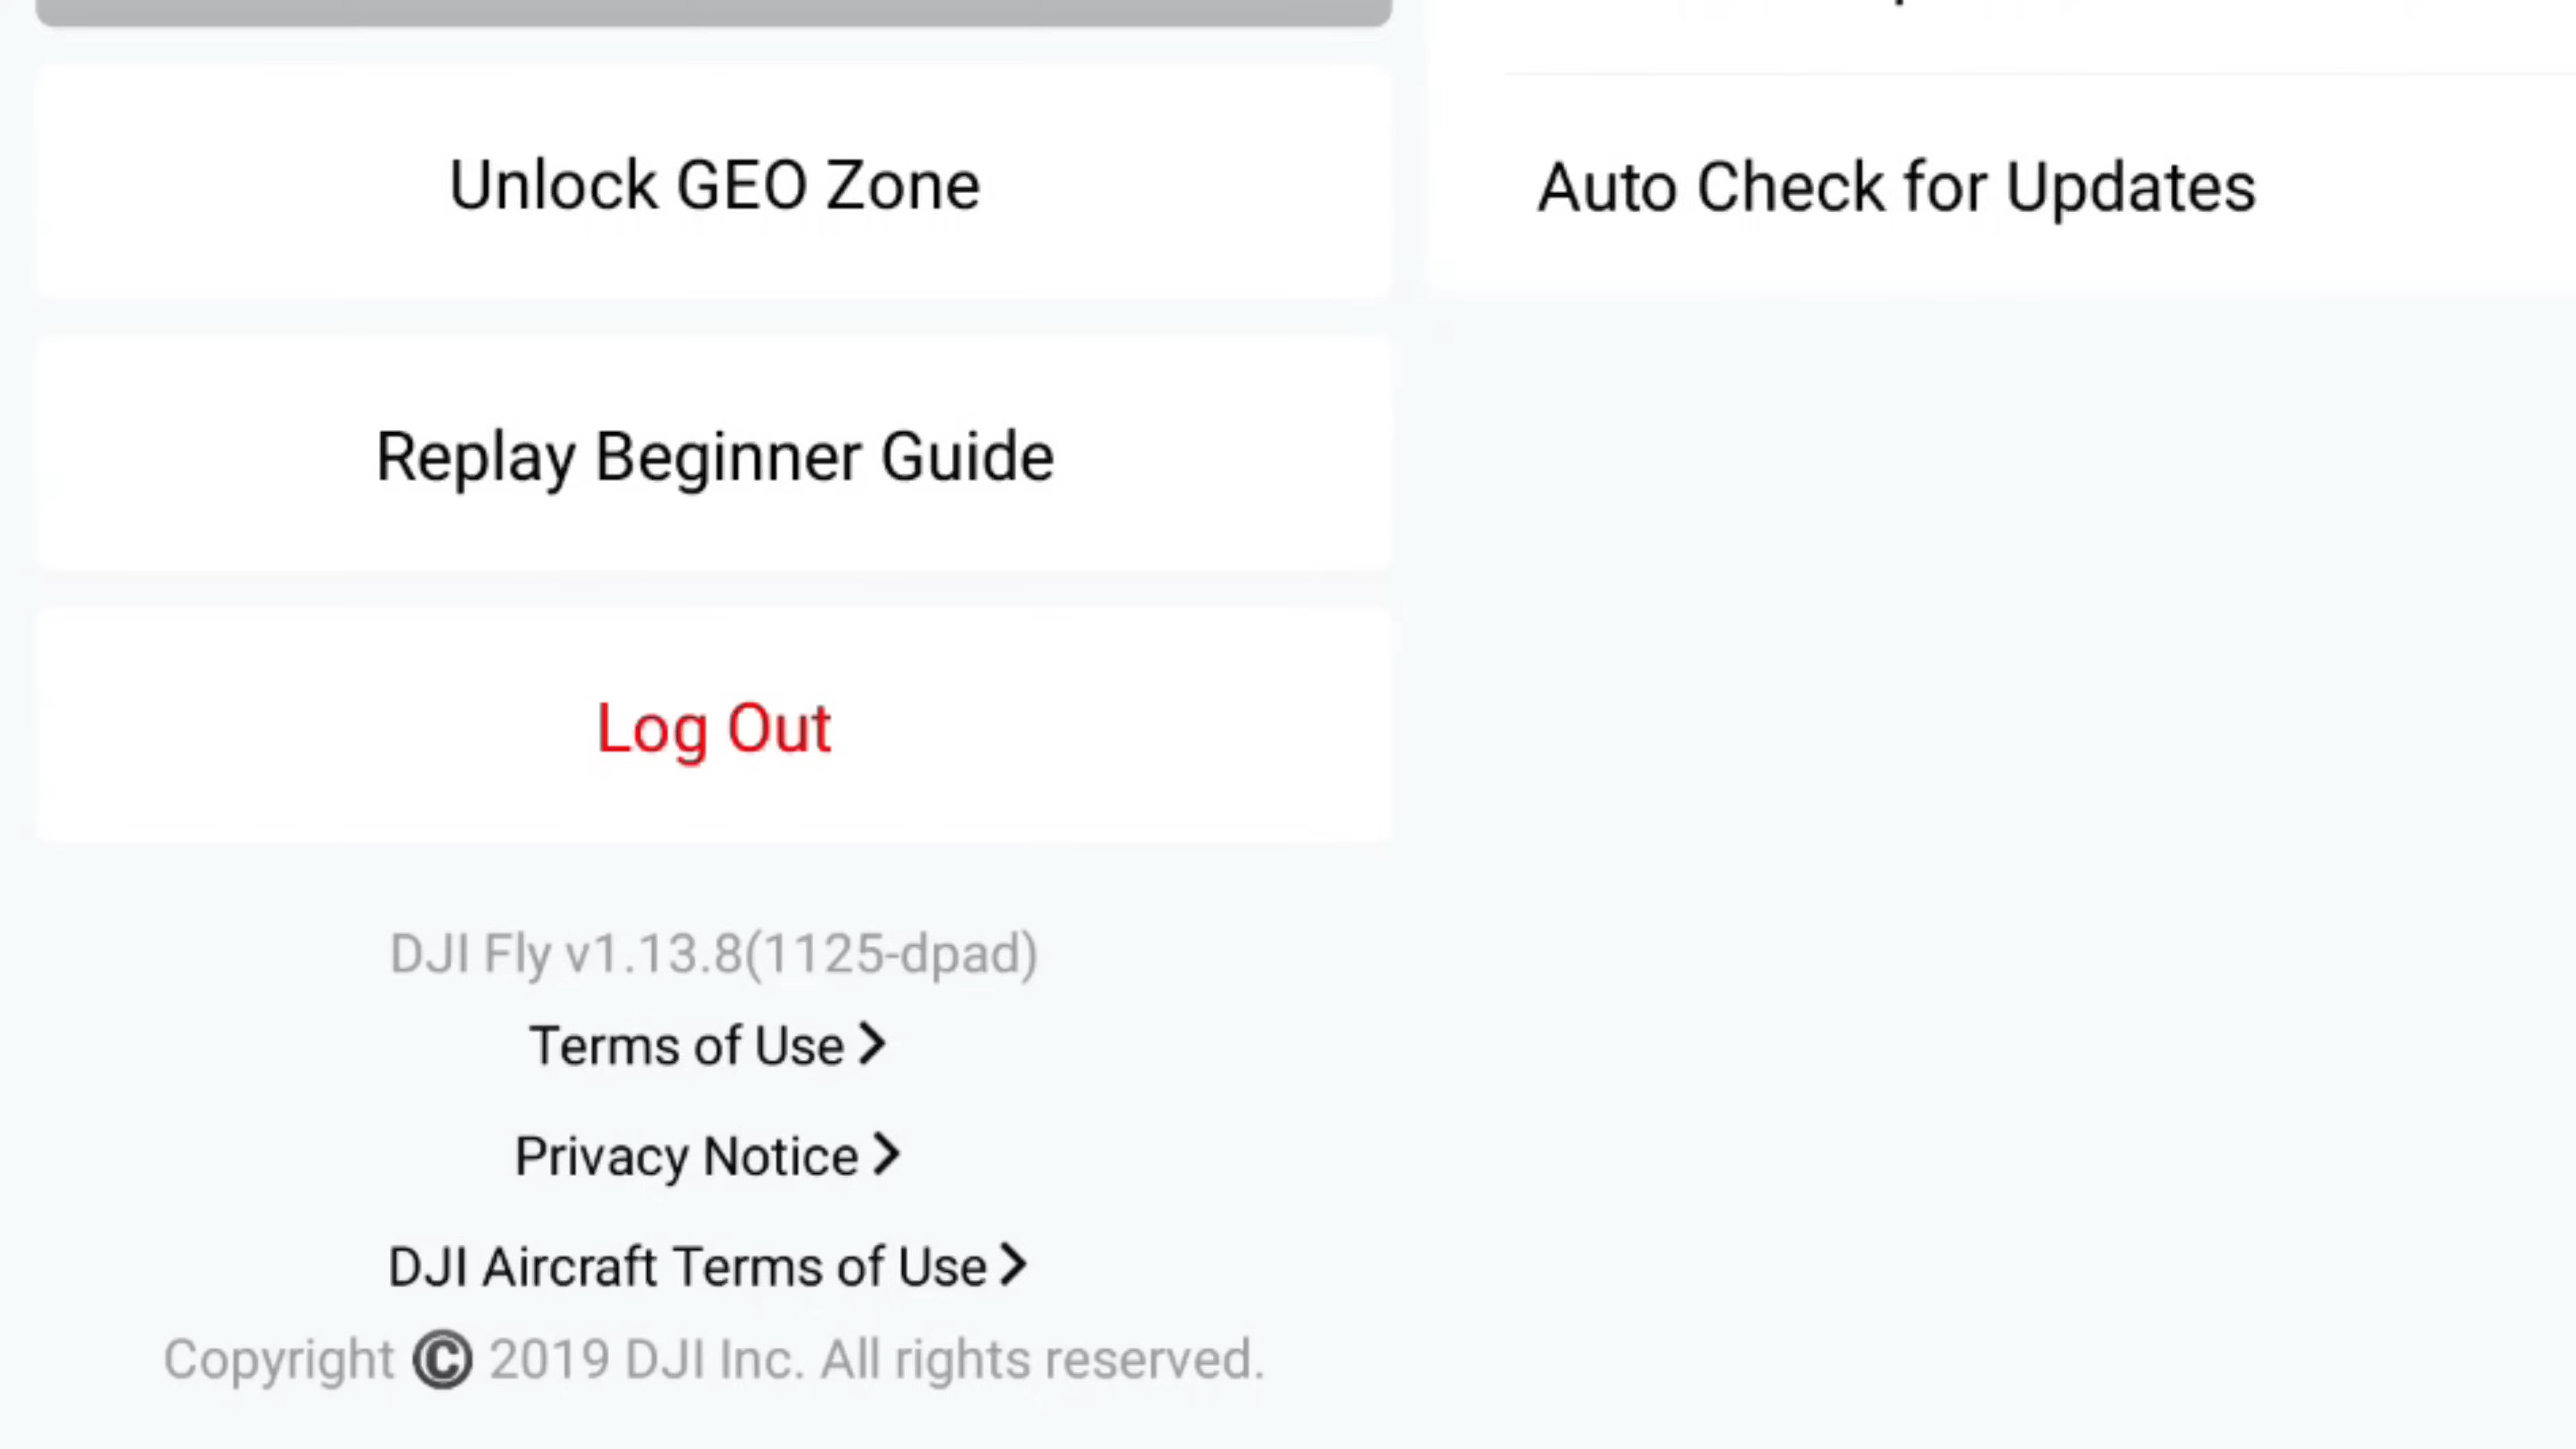 Unlock GEO Zone
Auto Check for Updates
Replay Beginner Guide
Log Out
DJI Fly v1.13.8(1125-dpad)
Terms of Use
Privacy Notice
DJI Aircraft Terms of Use
Copyright © 2019 DJI Inc. All rights reserved.